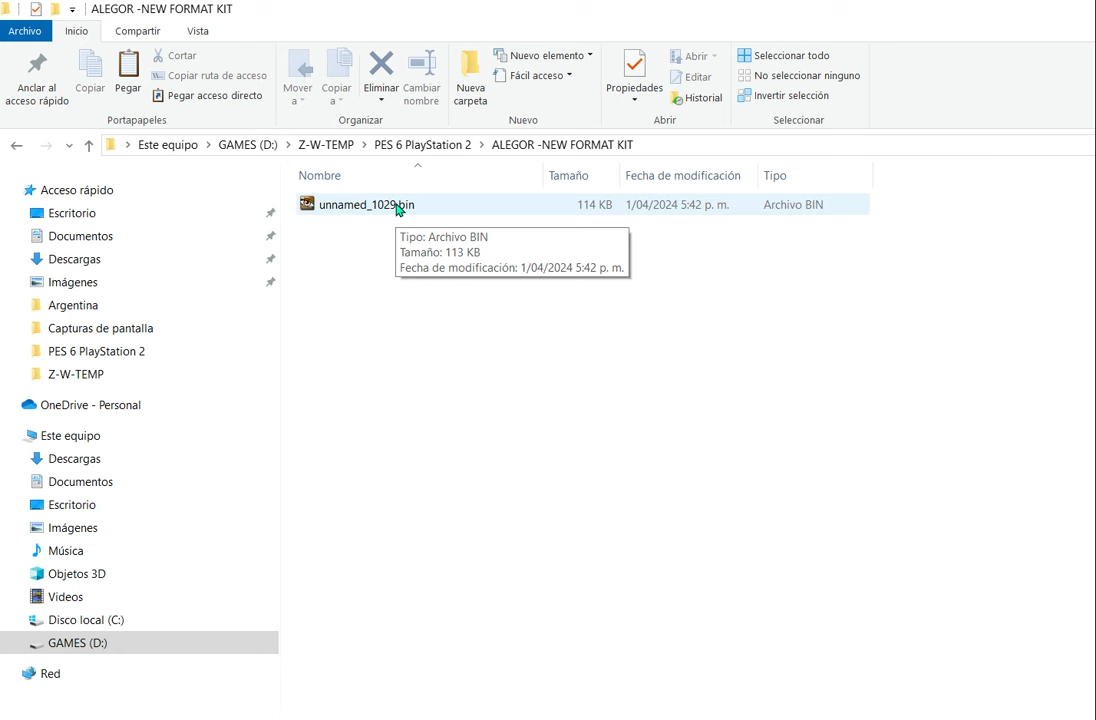 ALEGOR -NEW FORMAT KIT
Archivo Inicio Compartir Vista
Anclar al acceso rápido
Copiar
Pegar
Cortar
Copiar ruta de acceso
Pegar acceso directo
Portapapeles
Mover a
Copiar a
Eliminar
Cambiar nombre
Organizar
Nueva carpeta
Nuevo elemento
Fácil acceso
Nuevo
Propiedades
Abrir
Editar
Historial
Abrir
Seleccionar todo
No seleccionar ninguno
Invertir selección
Seleccionar
Este equipo > GAMES (D:) > Z-W-TEMP > PES 6 PlayStation 2 > ALEGOR -NEW FORMAT KIT
Nombre Tamaño Fecha de modificación Tipo
unnamed_1029.bin 114 KB 1/04/2024 5:42 p. m. Archivo BIN
Tipo: Archivo BIN
Tamaño: 113 KB
Fecha de modificación: 1/04/2024 5:42 p. m.
Acceso rápido
Escritorio
Documentos
Descargas
Imágenes
Argentina
Capturas de pantalla
PES 6 PlayStation 2
Z-W-TEMP
OneDrive - Personal
Este equipo
Descargas
Documentos
Escritorio
Imágenes
Música
Objetos 3D
Videos
Disco local (C:)
GAMES (D:)
Red